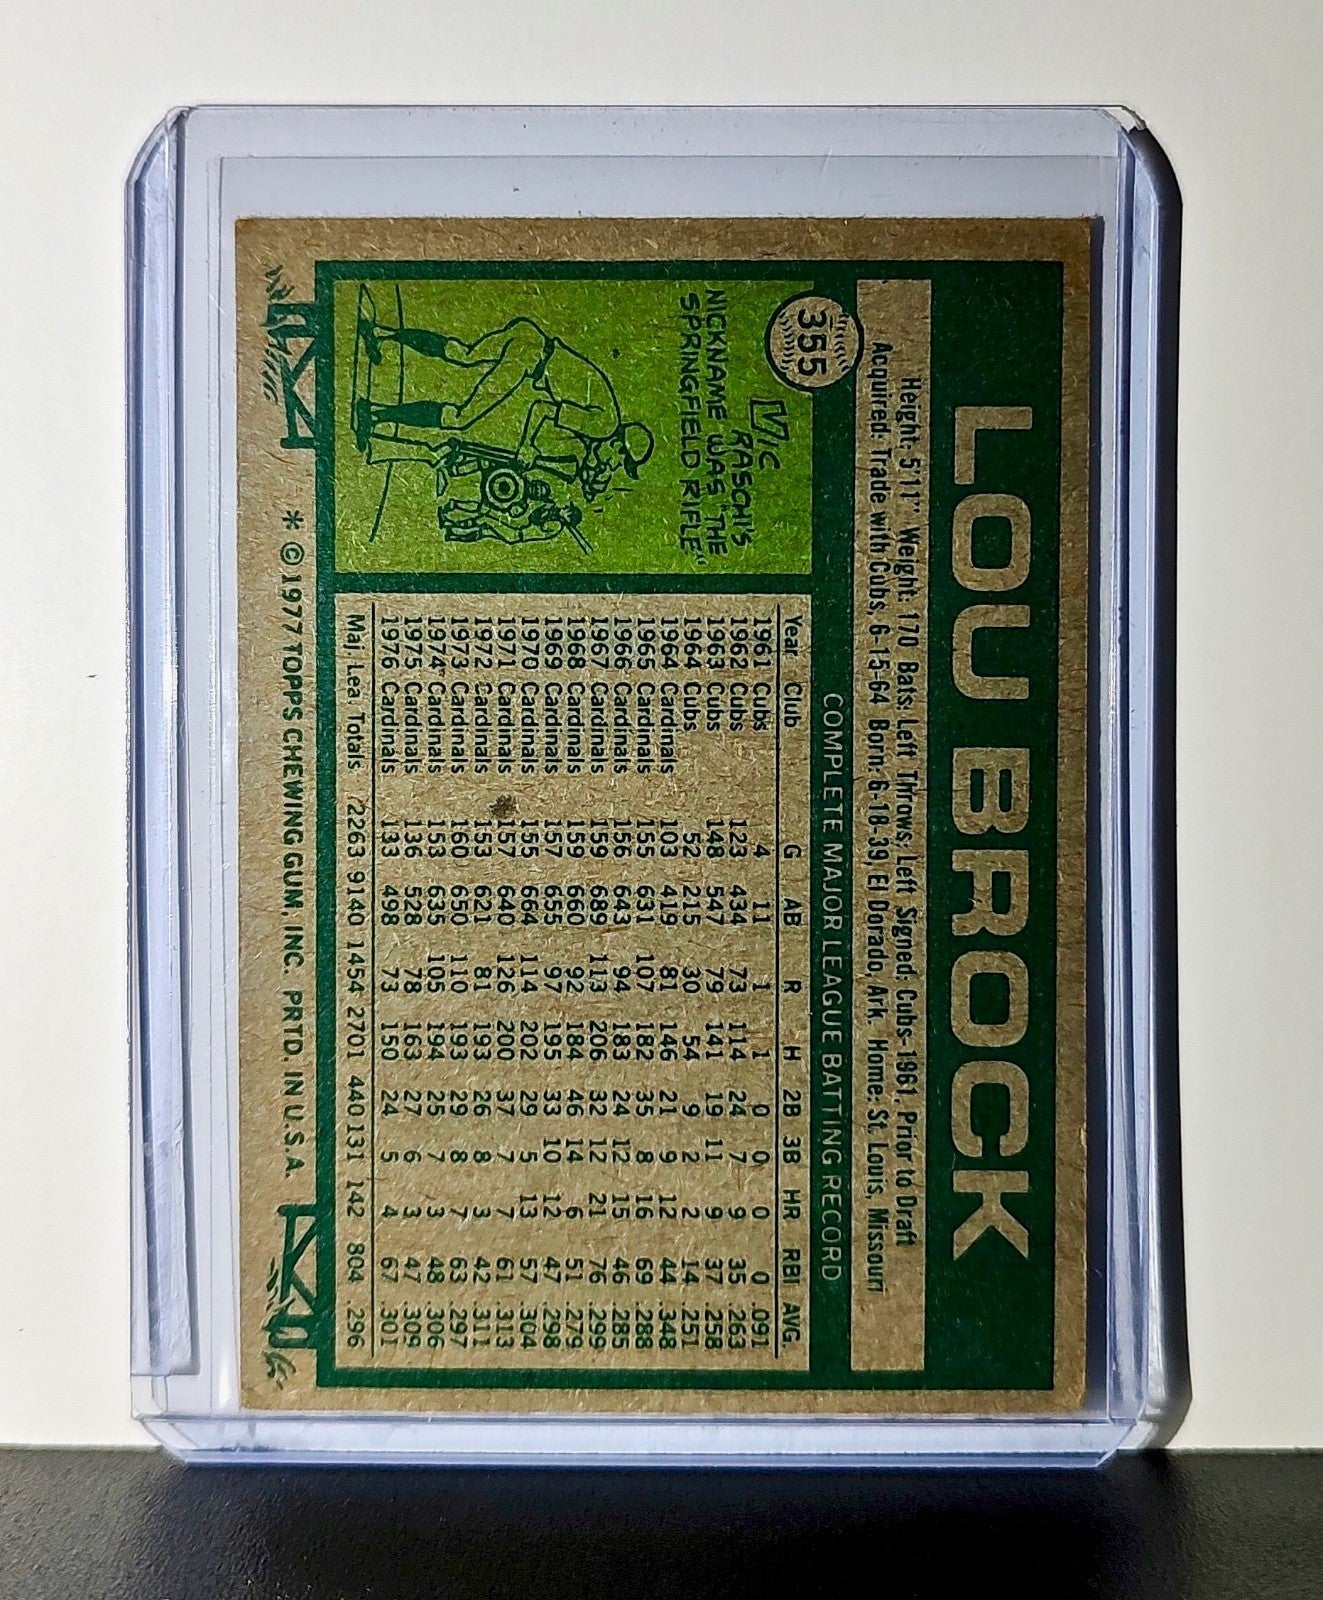 LOU BROCK
Height: 5'11" Weight: 170 Bats: Left Throws: Left Signed: Cubs-1961, Prior to Draft
Acquired: Trade with Cubs, 6-15-64 Born: 6-18-39, El Dorado, Ark. Home: St. Louis, Missouri
355
COMPLETE MAJOR LEAGUE BATTING RECORD
VIC
RASCHI'S
NICKNAME WAS "THE
SPRINGFIELD RIFLE"
Year Club G AB R H 2B 3B HR RBI AVG.
1961 Cubs 4 11 1 1 0 0 0 0 .091
1962 Cubs 123 434 73 114 24 7 9 35 .263
1963 Cubs 148 547 79 141 19 11 9 37 .258
1964 Cubs 52 215 30 54 9 2 2 14 .251
1964 Cardinals 103 419 81 146 21 9 12 44 .348
1965 Cardinals 155 631 107 182 35 8 16 69 .288
1966 Cardinals 156 643 94 183 24 12 15 46 .285
1967 Cardinals 159 689 113 206 32 12 21 76 .299
1968 Cardinals 159 660 92 184 46 14 6 51 .279
1969 Cardinals 157 655 97 195 33 10 12 47 .298
1970 Cardinals 155 664 114 202 29 5 13 57 .304
1971 Cardinals 157 640 126 200 37 7 7 61 .313
1972 Cardinals 153 621 81 193 26 8 3 42 .311
1973 Cardinals 160 650 110 193 29 8 7 63 .297
1974 Cardinals 153 635 105 194 25 7 3 48 .306
1975 Cardinals 136 528 78 163 27 6 3 47 .309
1976 Cardinals 133 498 73 150 24 5 4 67 .301
Maj. Lea. Totals 2263 9140 1454 2701 440 131 142 804 .296
* © 1977 TOPPS CHEWING GUM, INC. PRTD. IN U.S.A.